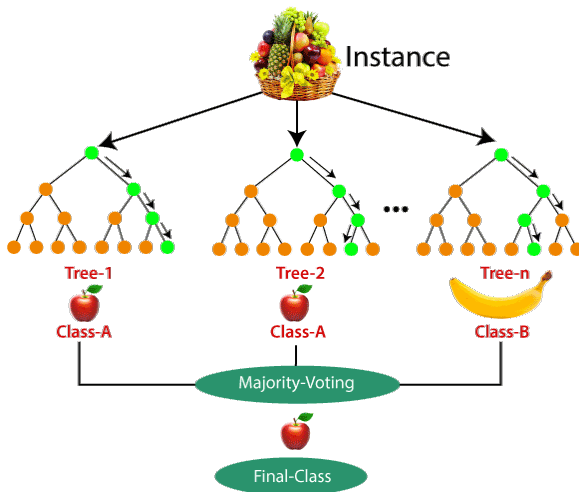 Instance
...
Tree-1
Tree-2
Tree-n
Class-A
Class-A
Class-B
Majority-Voting
Final-Class